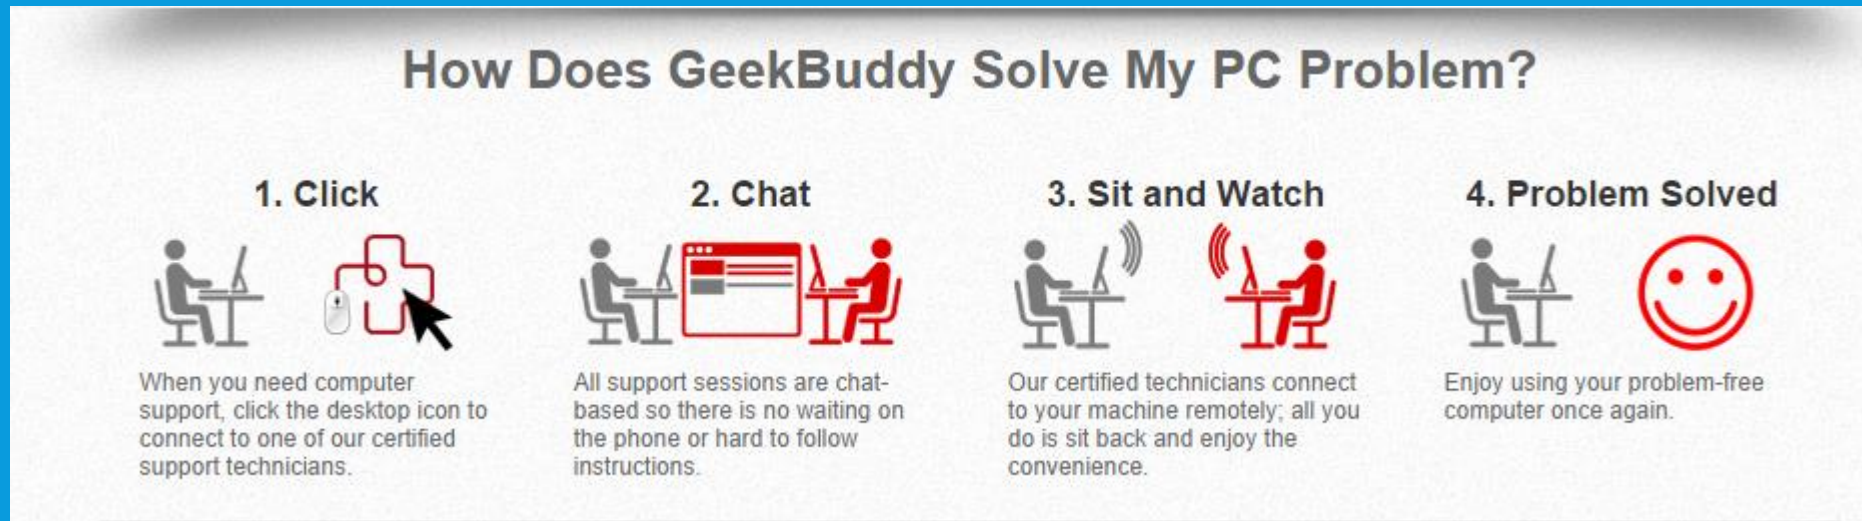 How Does GeekBuddy Solve My PC Problem?
1. Click
When you need computer
support, click the desktop icon to
connect to one of our certified
support technicians.
2. Chat
All support sessions are chat-
based so there is no waiting on
the phone or hard to follow
instructions.
3. Sit and Watch
Our certified technicians connect
to your machine remotely; all you
do is sit back and enjoy the
convenience.
4. Problem Solved
Enjoy using your problem-free
computer once again.